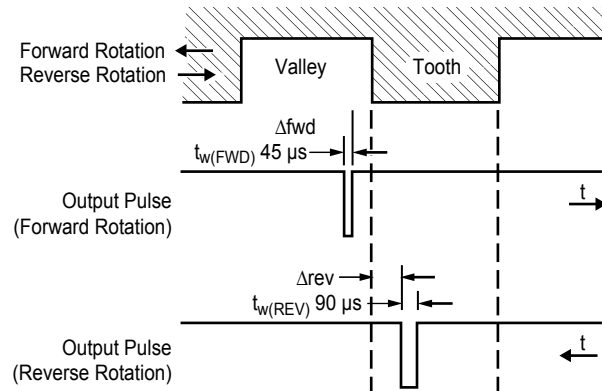 Forward Rotation
Reverse Rotation
Valley
Tooth
Δfwd
tw(FWD) 45 µs
Output Pulse
(Forward Rotation)
t
Δrev
tw(REV) 90 µs
Output Pulse
(Reverse Rotation)
t